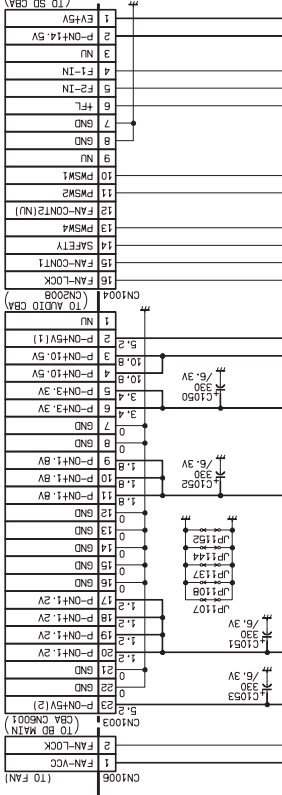 CN1006 (TO FAN)
1 FAN-VCC
2 FAN-LOCK
(TO BD MAIN
CN1003 CBA CN6001)
5.2 23 P-ON+5V(2)
0 22 GND
0 21 GND
1.2 20 P-ON+1.2V
1.2 19 P-ON+1.2V
1.2 18 P-ON+1.2V
1.2 17 P-ON+1.2V
0 16 GND
0 15 GND
0 14 GND
0 13 GND
0 12 GND
1.8 11 P-ON+1.8V
1.8 10 P-ON+1.8V
1.8 9 P-ON+1.8V
0 8 GND
0 7 GND
3.4 6 P-ON+3.3V
3.4 5 P-ON+3.3V
10.8 4 P-ON+10.5V
10.8 3 P-ON+10.5V
5.2 2 P-ON+5V(1)
1 NU
C1053
330
/6.3V
C1051
330
/6.3V
JP1107
JP1108
JP1137
JP1144
JP1152
C1052
330
/6.3V
C1050
330
/6.3V
(TO AUDIO CBA
CN1004 CN2008 )
16 FAN-LOCK
15 FAN-CONT1
14 SAFETY
13 PWSW4
12 FAN-CONT2(NU)
11 PWSW2
10 PWSW1
9 NU
8 GND
7 GND
6 +FL
5 F2-IN
4 F1-IN
3 NU
2 P-ON+14.5V
1 EV+5V
(TO SD CBA